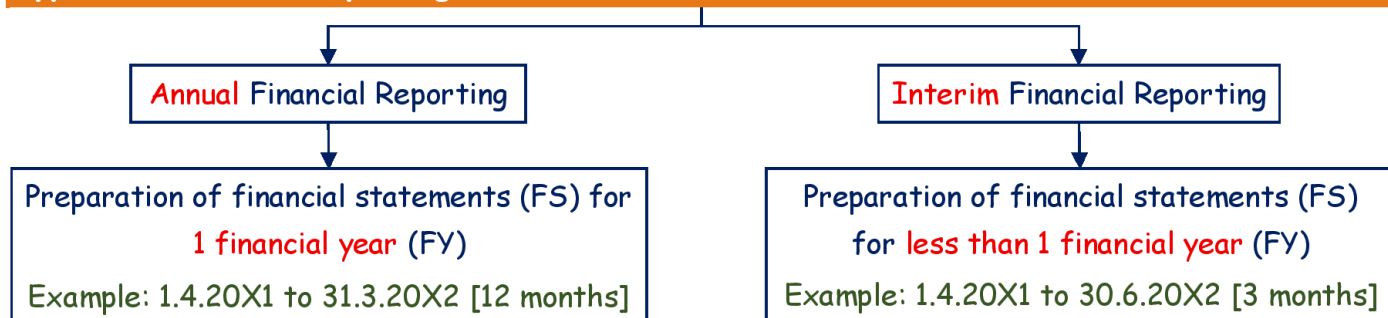 Annual Financial Reporting
Interim Financial Reporting
Preparation of financial statements (FS) for
1 financial year (FY)
Example: 1.4.20X1 to 31.3.20X2 [12 months]
Preparation of financial statements (FS)
for less than 1 financial year (FY)
Example: 1.4.20X1 to 30.6.20X2 [3 months]